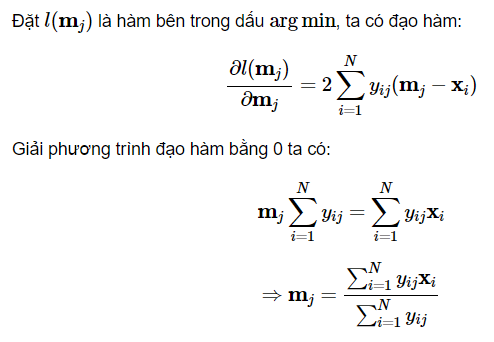 Đặt $l(\mathbf{m}_j)$ là hàm bên trong dấu $\arg\min$, ta có đạo hàm:
$$\frac{\partial l(\mathbf{m}_j)}{\partial \mathbf{m}_j} = 2\sum_{i=1}^{N} y_{ij}(\mathbf{m}_j - \mathbf{x}_i)$$
Giải phương trình đạo hàm bằng 0 ta có:
$$\mathbf{m}_j \sum_{i=1}^{N} y_{ij} = \sum_{i=1}^{N} y_{ij}\mathbf{x}_i$$
$$\Rightarrow \mathbf{m}_j = \frac{\sum_{i=1}^{N} y_{ij}\mathbf{x}_i}{\sum_{i=1}^{N} y_{ij}}$$